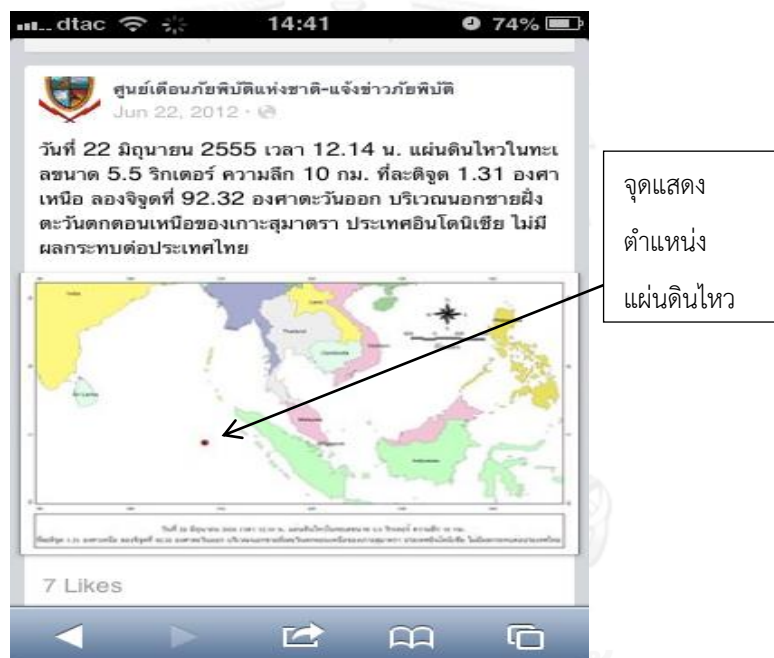 dtac 14:41 74%
ศูนย์เตือนภัยพิบัติแห่งชาติ-แจ้งข่าวภัยพิบัติ
Jun 22, 2012
วันที่ 22 มิถุนายน 2555 เวลา 12.14 น. แผ่นดินไหวในทะเ
ลขนาด 5.5 ริกเตอร์ ความลึก 10 กม. ที่ละติจูด 1.31 องศา
เหนือ ลองจิจูดที่ 92.32 องศาตะวันออก บริเวณนอกชายฝั่ง
ตะวันตกตอนเหนือของเกาะสุมาตรา ประเทศอินโดนิเซีย ไม่มี
ผลกระทบต่อประเทศไทย
จุดแสดง
ตำแหน่ง
แผ่นดินไหว
India
Laos
Thailand
Cambodia
Sri Lanka
Malaysia
Singapore
Indonesia
7 Likes